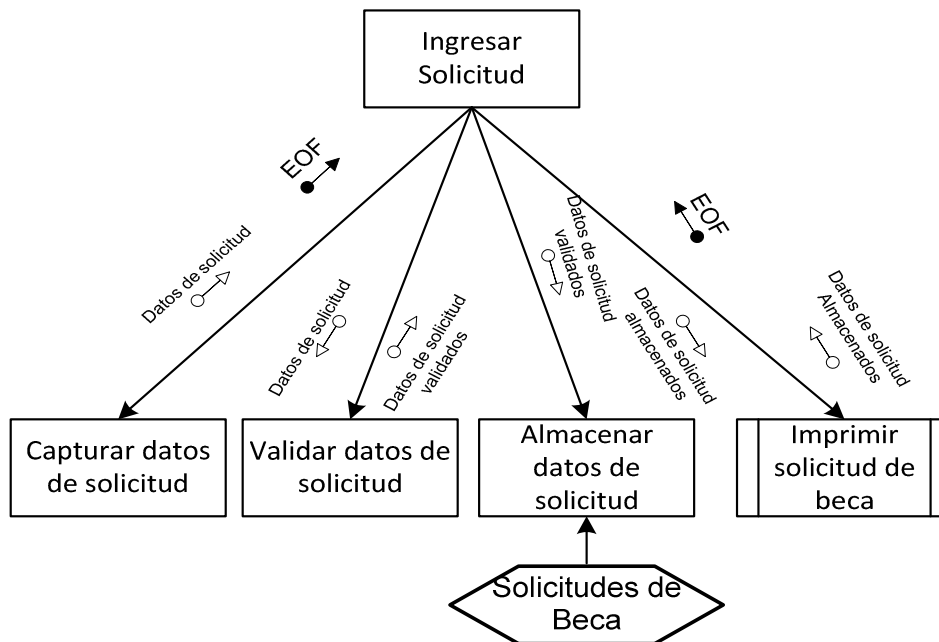 Ingresar
Solicitud
EOF
EOF
Datos de solicitud
Datos de solicitud
Datos de solicitud
validados
Datos de solicitud
validados
Datos de solicitud
almacenados
Datos de solicitud
Almacenados
Capturar datos
de solicitud
Validar datos de
solicitud
Almacenar
datos de
solicitud
Imprimir
solicitud de
beca
Solicitudes de
Beca